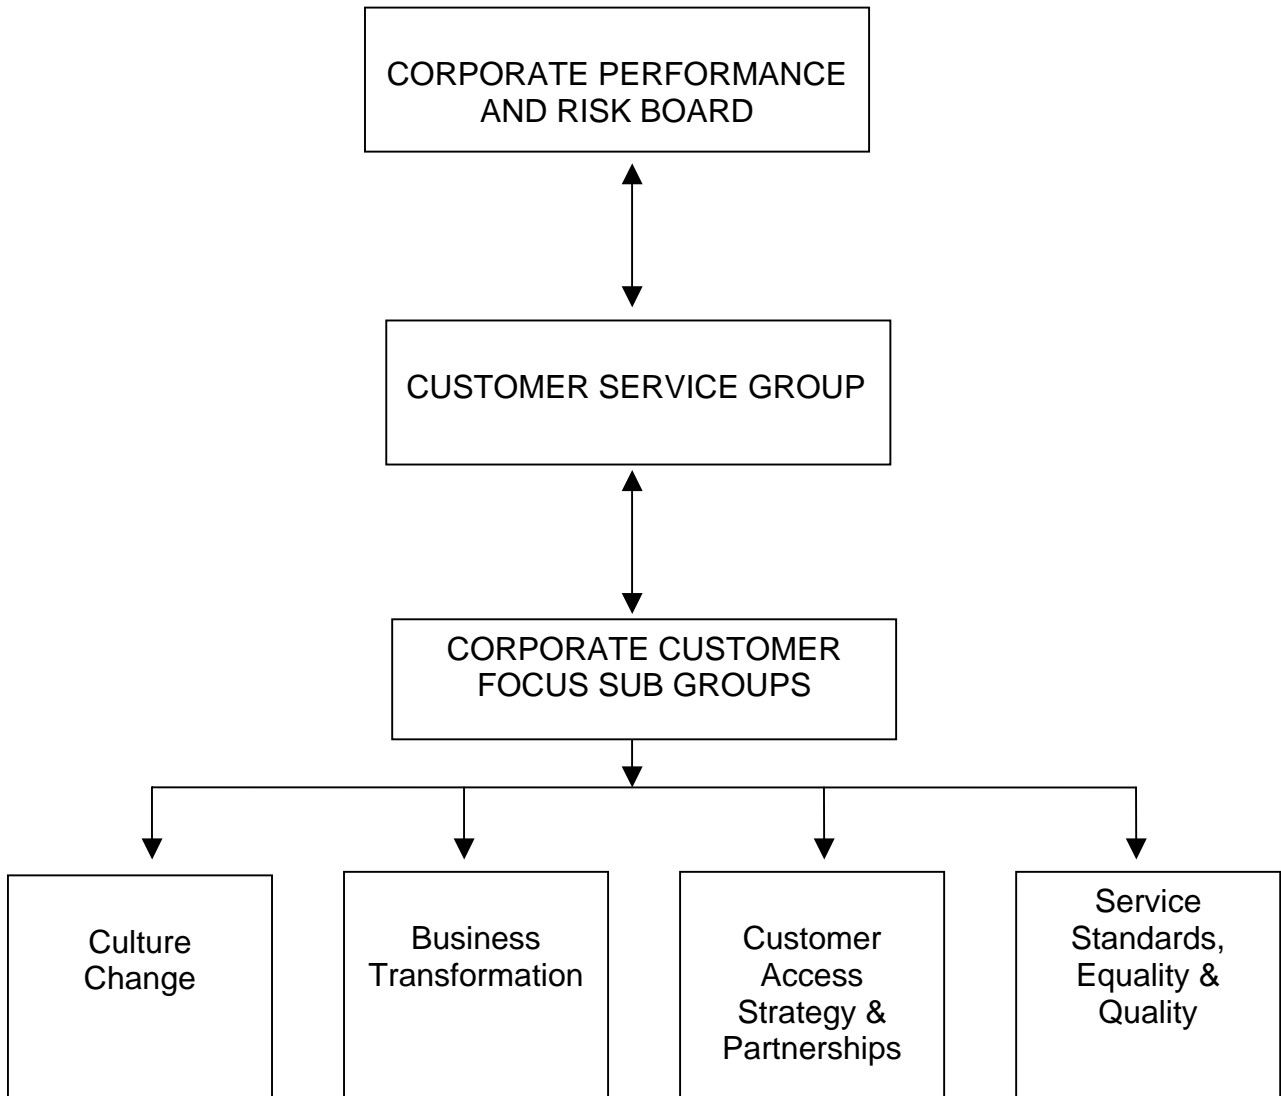 CORPORATE PERFORMANCE
AND RISK BOARD
CUSTOMER SERVICE GROUP
CORPORATE CUSTOMER
FOCUS SUB GROUPS
Culture
Change
Business
Transformation
Customer
Access
Strategy &
Partnerships
Service
Standards,
Equality &
Quality